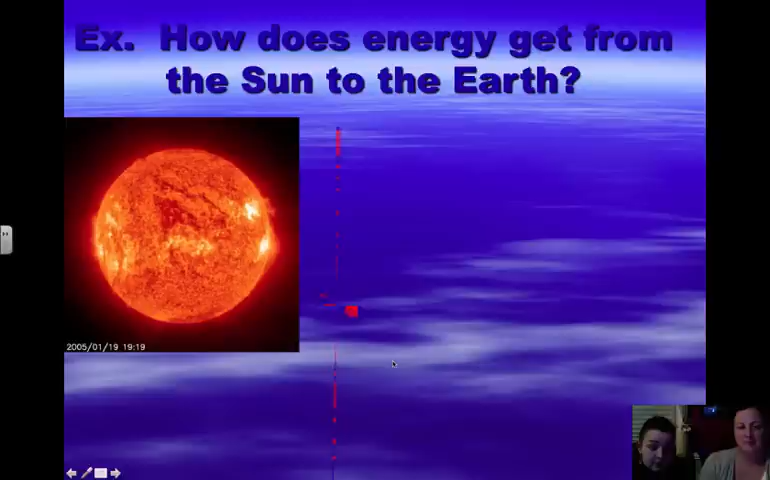 Ex.  How does energy get from
the Sun to the Earth?
2005/01/19 19:19